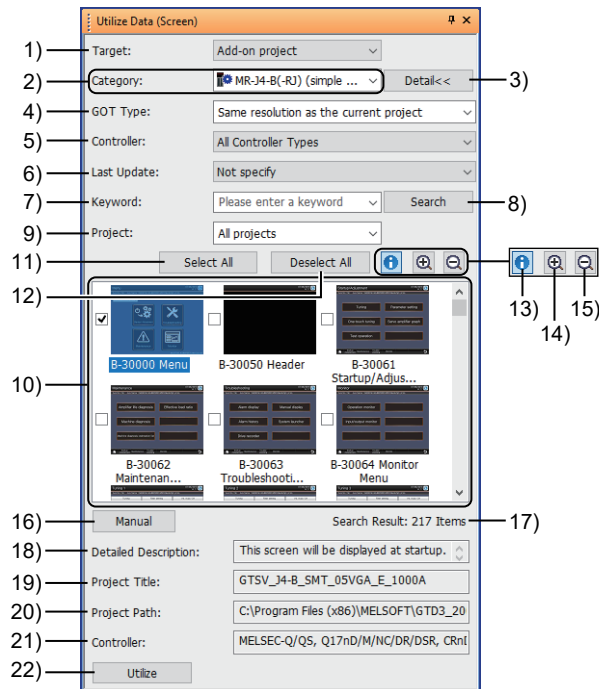 Utilize Data (Screen)
1) Target: Add-on project
2) Category: MR-J4-B(-RJ) (simple ... Detail<< 3)
4) GOT Type: Same resolution as the current project
5) Controller: All Controller Types
6) Last Update: Not specify
7) Keyword: Please enter a keyword Search 8)
9) Project: All projects
11) Select All Deselect All
12) 13) 14) 15)
10)
B-30000 Menu B-30050 Header B-30061
Startup/Adjus...
B-30062 B-30063 B-30064 Monitor
Maintenan... Troubleshooti... Menu
16) Manual Search Result: 217 Items 17)
18) Detailed Description: This screen will be displayed at startup.
19) Project Title: GTSV_J4-B_SMT_05VGA_E_1000A
20) Project Path: C:\Program Files (x86)\MELSOFT\GTD3_20
21) Controller: MELSEC-Q/QS, Q17nD/M/NC/DR/DSR, CRnI
22) Utilize